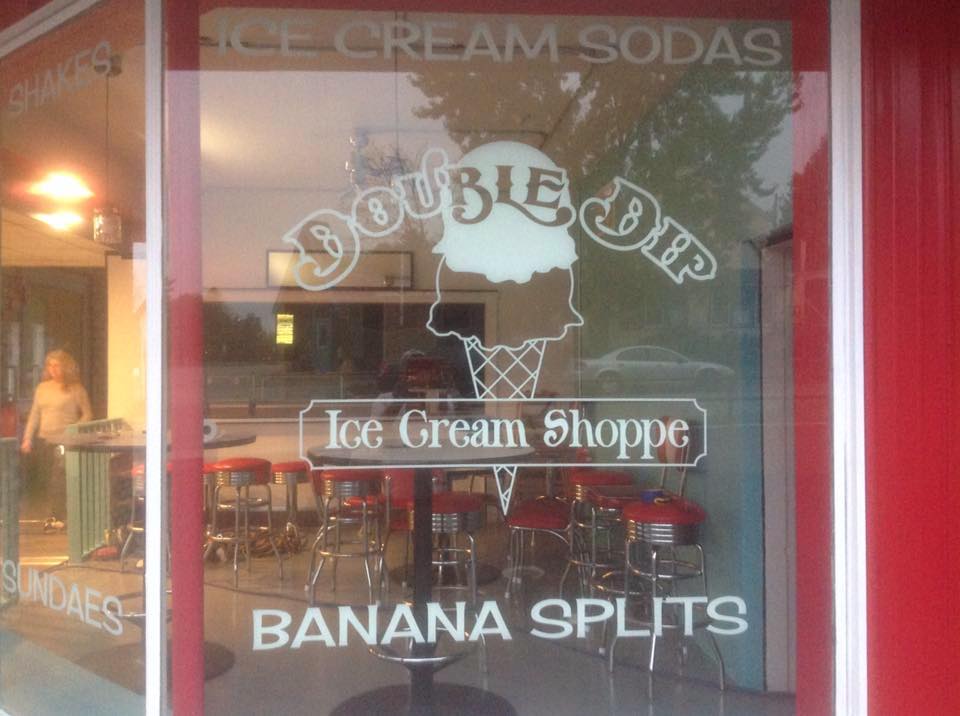 SHAKES
ICE CREAM SODAS
DOUBLE DIP
Ice Cream Shoppe
SUNDAES
BANANA SPLITS